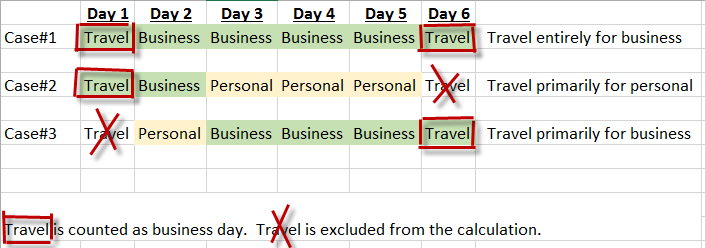 Day 1 Day 2 Day 3 Day 4 Day 5 Day 6
Case#1 Travel Business Business Business Business Travel Travel entirely for business
Case#2 Travel Business Personal Personal Personal Travel Travel primarily for personal
Case#3 Travel Personal Business Business Business Travel Travel primarily for business
Travel is counted as business day. Travel is excluded from the calculation.